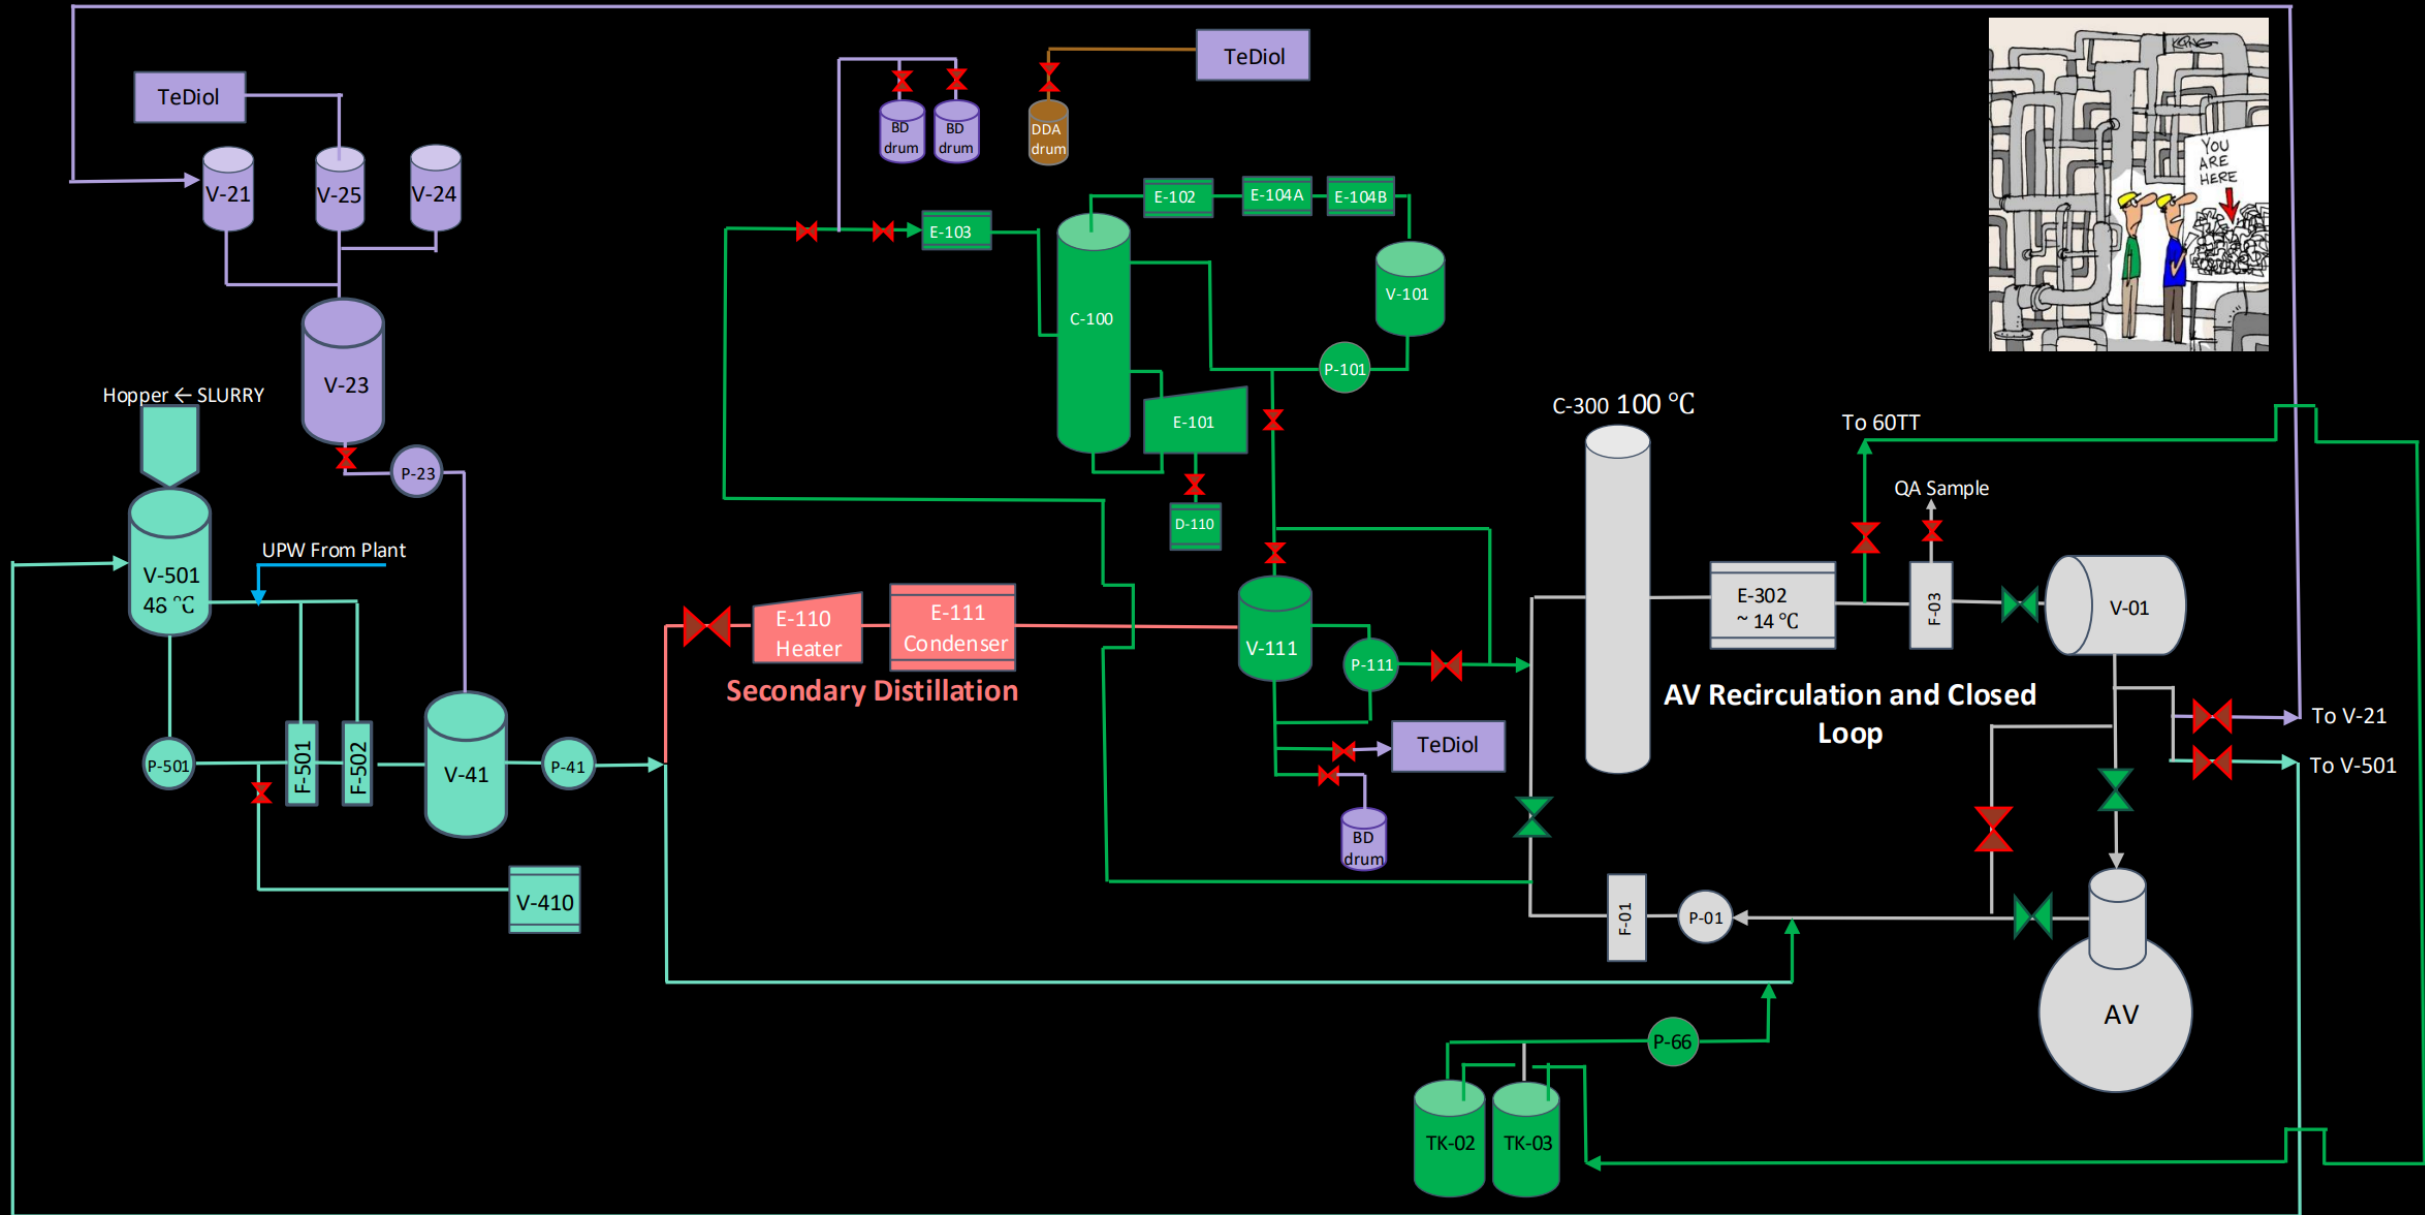 TeDiol
V-21
V-25
V-24
V-23
P-23
Hopper ← SLURRY
V-501
48 °C
UPW From Plant
P-501
F-501
F-502
V-41
P-41
V-410
BD
drum
BD
drum
DDA
drum
TeDiol
E-103
E-102
E-104A
E-104B
C-100
V-101
P-101
E-101
D-110
E-110
Heater
E-111
Condenser
Secondary Distillation
V-111
P-111
TeDiol
BD
drum
C-300 100 °C
E-302
~ 14 °C
To 60TT
QA Sample
F-03
V-01
AV Recirculation and Closed
Loop
To V-21
To V-501
F-01
P-01
AV
P-66
TK-02
TK-03
YOU
ARE
HERE